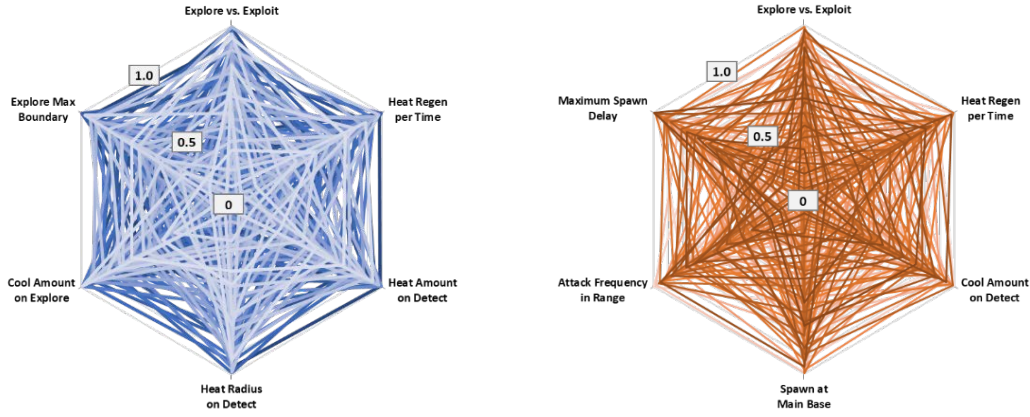 Explore vs. Exploit
1.0
Explore Max
Boundary
Heat Regen
per Time
0.5
0
Cool Amount
on Explore
Heat Amount
on Detect
Heat Radius
on Detect
Explore vs. Exploit
1.0
Maximum Spawn
Delay
Heat Regen
per Time
0.5
0
Attack Frequency
in Range
Cool Amount
on Detect
Spawn at
Main Base